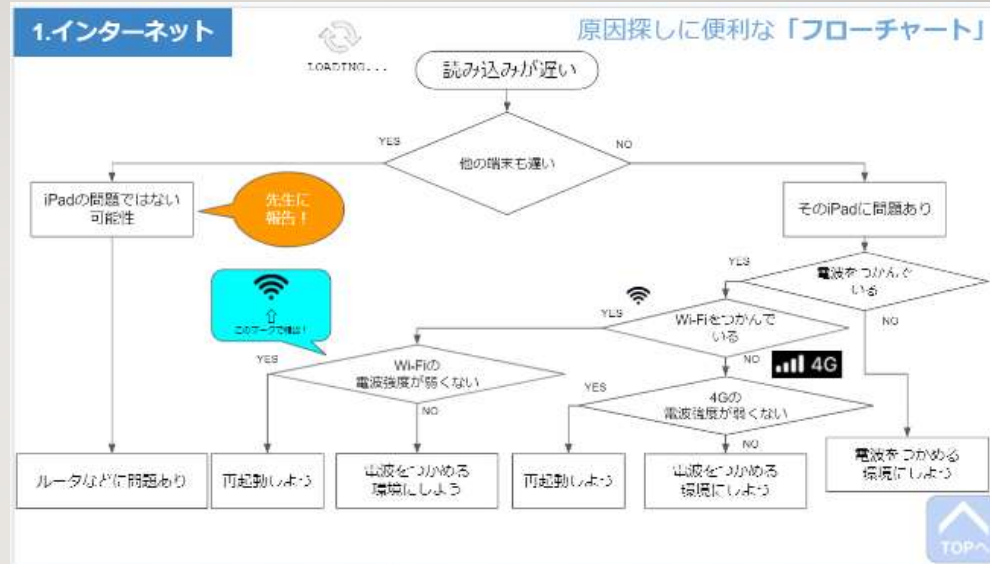 1.インターネット
原因探しに便利な「フローチャート」
LOADING...
読み込みが遅い
YES
他の端末も遅い
NO
iPadの問題ではない
可能性
先生に
報告！
そのiPadに問題あり
YES
電波をつかんで
いる
NO
⇧
このマークで確認！
YES
Wi-Fiをつかんで
いる
NO
4G
YES
Wi-Fiの
電波強度が弱くない
NO
YES
4Gの
電波強度が弱くない
NO
ルータなどに問題あり
再起動しよう
電波をつかめる
環境にしよう
再起動しよう
電波をつかめる
環境にしよう
電波をつかめる
環境にしよう
TOPへ